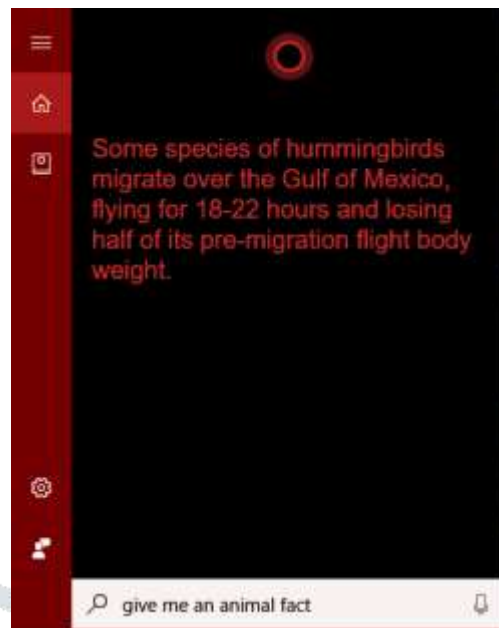 Some species of hummingbirds
migrate over the Gulf of Mexico,
flying for 18-22 hours and losing
half of its pre-migration flight body
weight.
give me an animal fact